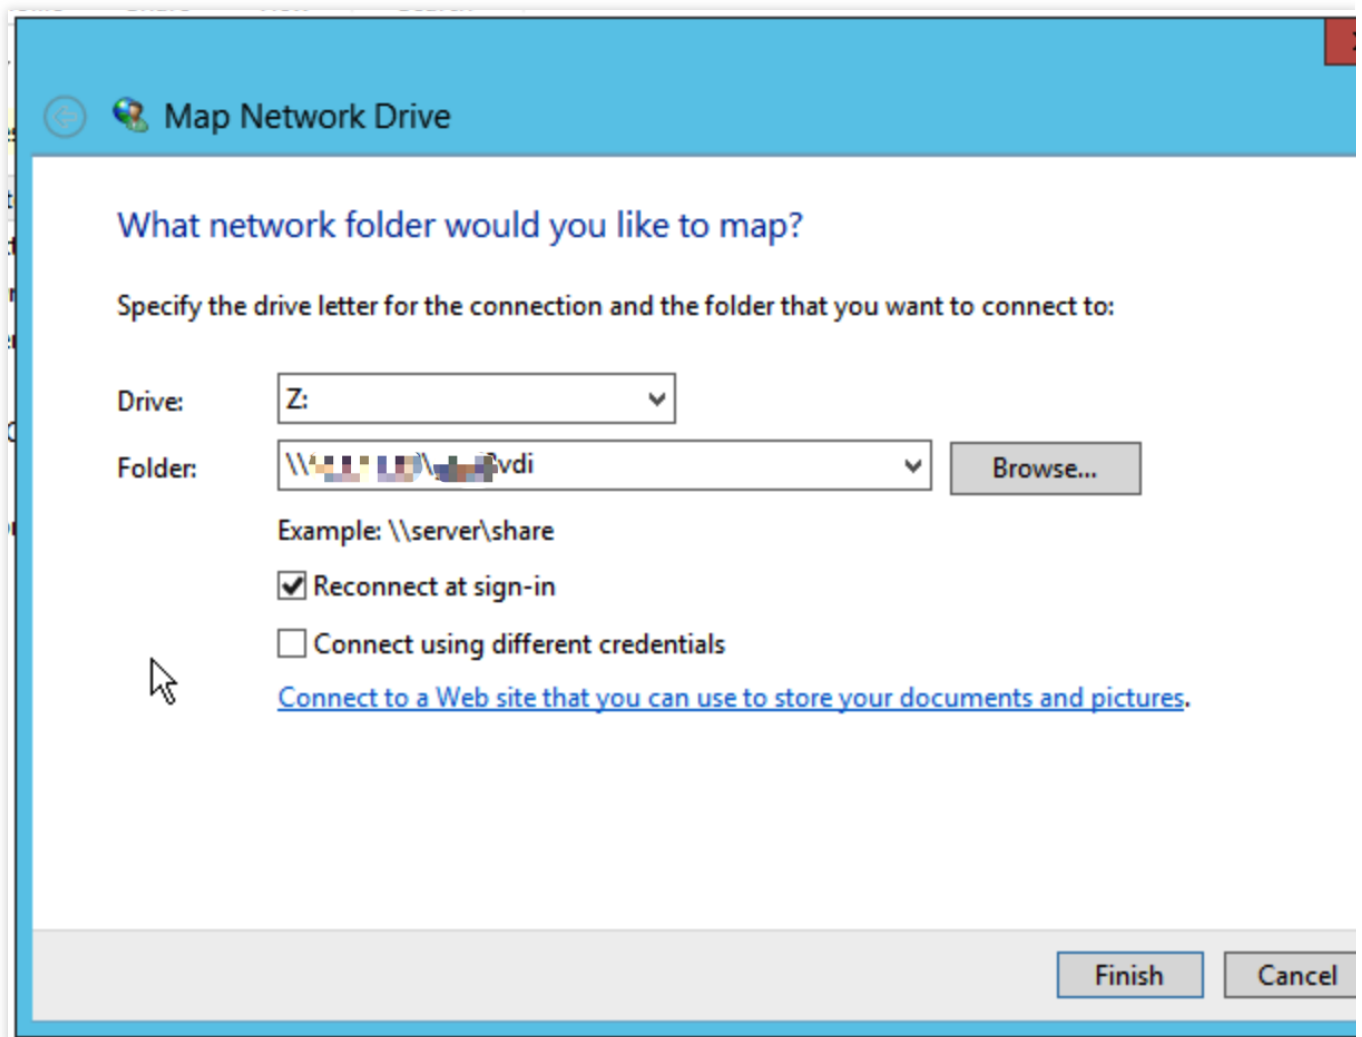 Map Network Drive
What network folder would you like to map?
Specify the drive letter for the connection and the folder that you want to connect to:
Drive:
Z:
Folder:
\\
\
vdi
Browse...
Example: \\server\share
Reconnect at sign-in
Connect using different credentials
Connect to a Web site that you can use to store your documents and pictures.
Finish
Cancel